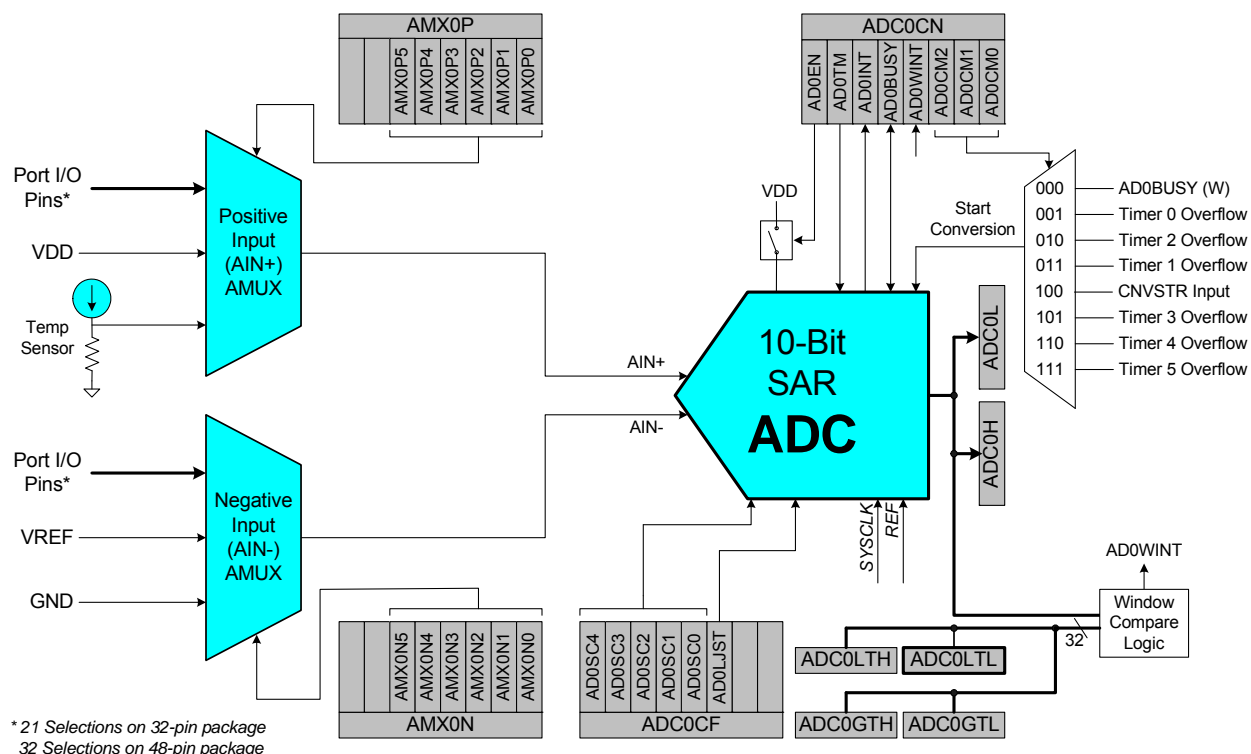 AMX0P
AMX0P5
AMX0P4
AMX0P3
AMX0P2
AMX0P1
AMX0P0
ADC0CN
AD0EN
AD0TM
AD0INT
AD0BUSY
AD0WINT
AD0CM2
AD0CM1
AD0CM0
Port I/O
Pins*
VDD
Temp
Sensor
Positive
Input
(AIN+)
AMUX
VDD
Start
Conversion
000 AD0BUSY (W)
001 Timer 0 Overflow
010 Timer 2 Overflow
011 Timer 1 Overflow
100 CNVSTR Input
101 Timer 3 Overflow
110 Timer 4 Overflow
111 Timer 5 Overflow
AIN+
AIN-
10-Bit
SAR
ADC
ADC0L
ADC0H
Port I/O
Pins*
VREF
GND
Negative
Input
(AIN-)
AMUX
SYSCLK
REF
AD0WINT
Window
Compare
Logic
32
ADC0LTH
ADC0LTL
ADC0GTH
ADC0GTL
AMX0N5
AMX0N4
AMX0N3
AMX0N2
AMX0N1
AMX0N0
AMX0N
AD0SC4
AD0SC3
AD0SC2
AD0SC1
AD0SC0
AD0LJST
ADC0CF
* 21 Selections on 32-pin package
32 Selections on 48-pin package